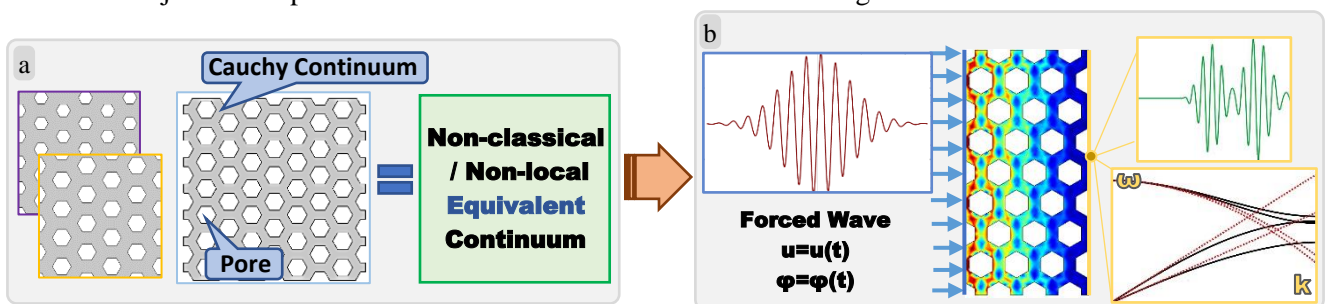 a
Cauchy Continuum
Pore
Non-classical
/ Non-local
Equivalent
Continuum
b
Forced Wave
u=u(t)
φ=φ(t)
ω
k